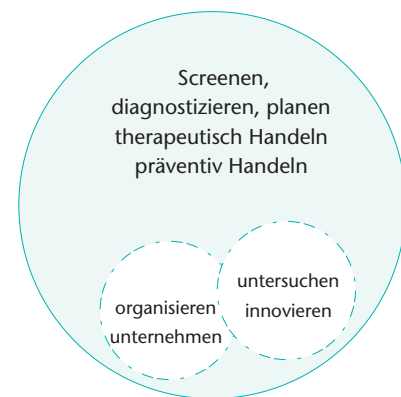 Screenen,
diagnostizieren, planen
therapeutisch Handeln
präventiv Handeln
organisieren
unternehmen
untersuchen
innovieren